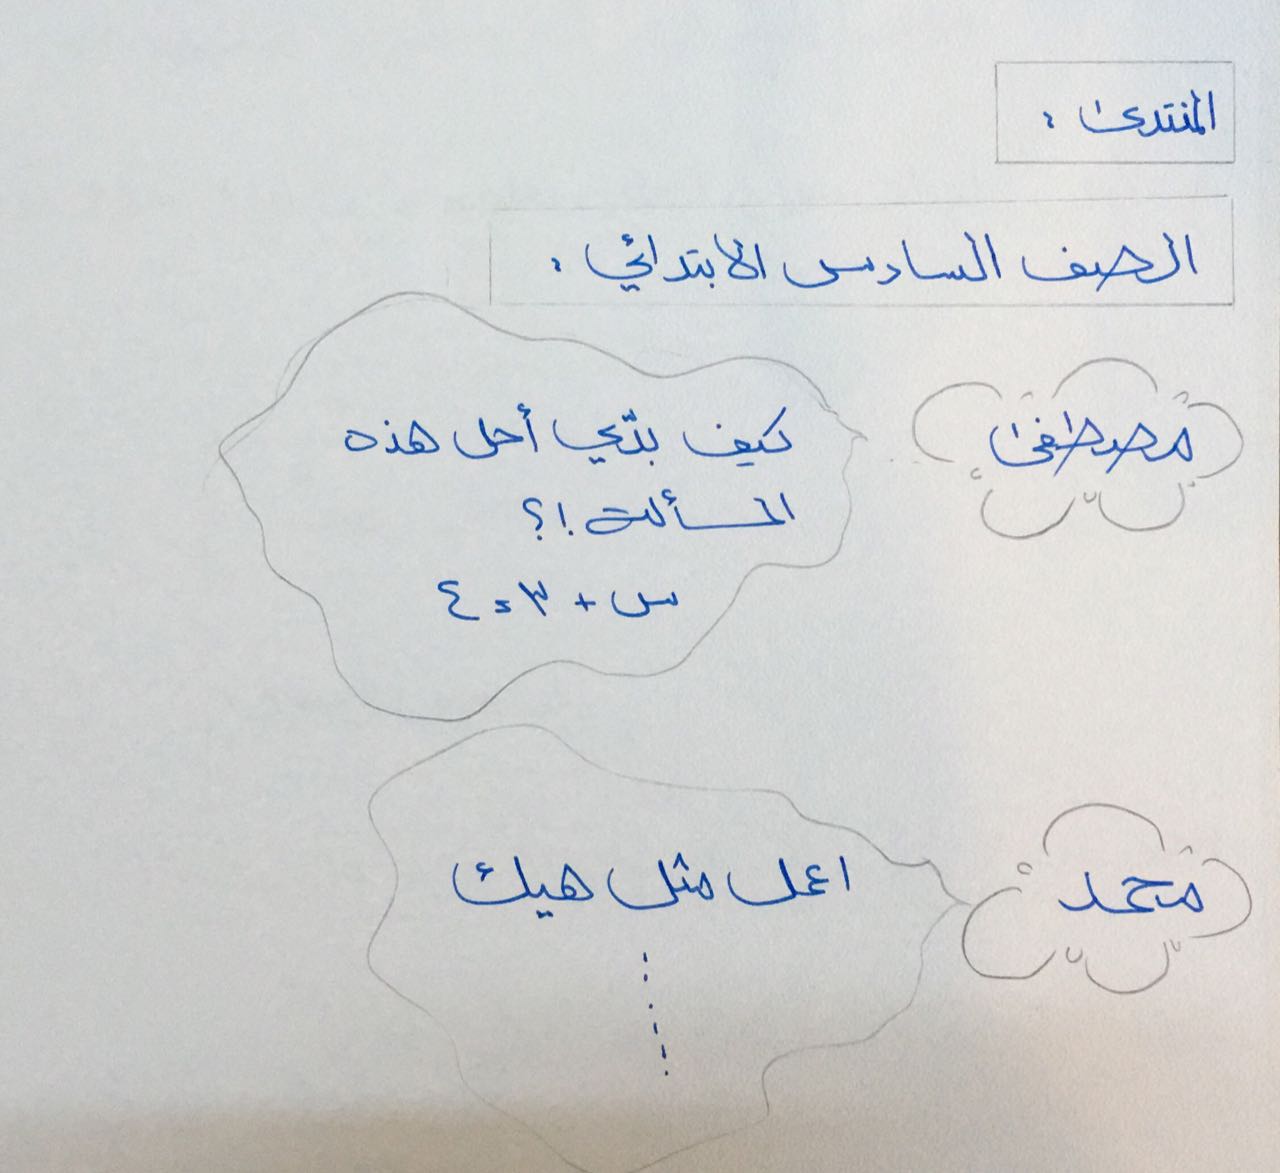 المنتدى :
الصف السادس الابتدائي :
مصطفى
كيف بدّي أحل هذه
المسألة !؟
س + ٣ = ٤
محمد
اعمل مثل هيك